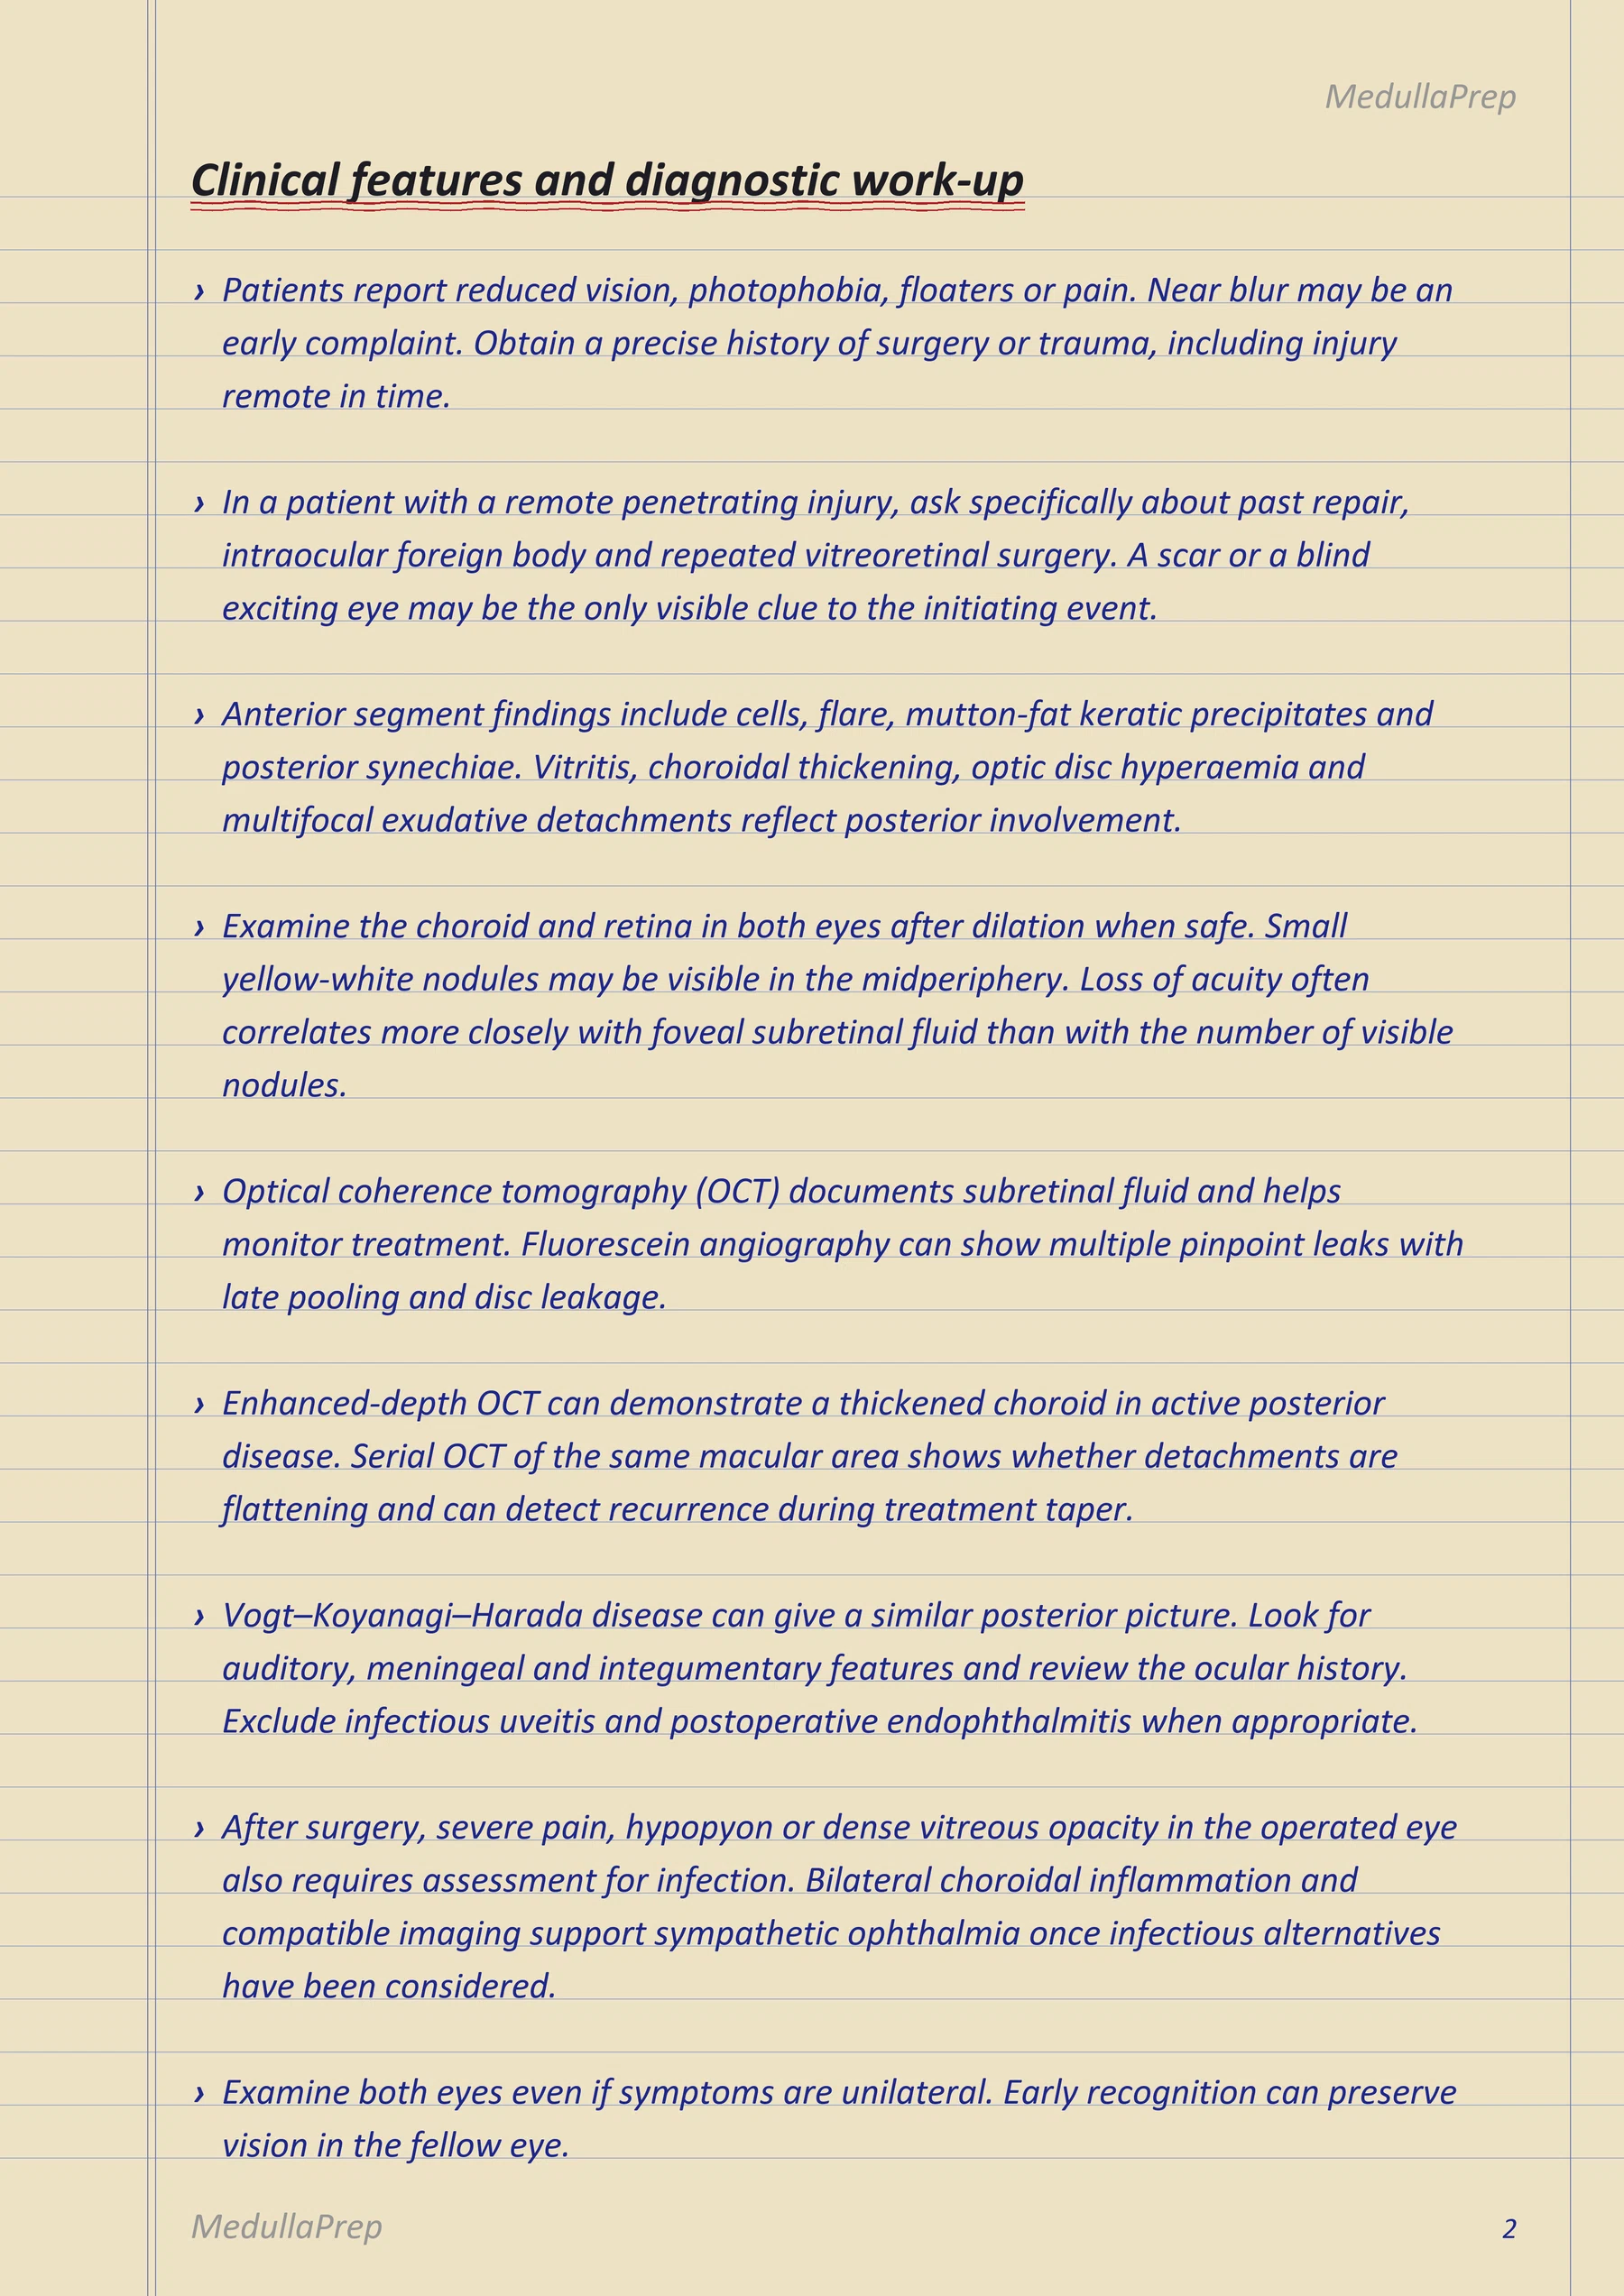 MedullaPrep
Clinical features and diagnostic work-up
› Patients report reduced vision, photophobia, floaters or pain. Near blur may be an
early complaint. Obtain a precise history of surgery or trauma, including injury
remote in time.
› In a patient with a remote penetrating injury, ask specifically about past repair,
intraocular foreign body and repeated vitreoretinal surgery. A scar or a blind
exciting eye may be the only visible clue to the initiating event.
› Anterior segment findings include cells, flare, mutton-fat keratic precipitates and
posterior synechiae. Vitritis, choroidal thickening, optic disc hyperaemia and
multifocal exudative detachments reflect posterior involvement.
› Examine the choroid and retina in both eyes after dilation when safe. Small
yellow-white nodules may be visible in the midperiphery. Loss of acuity often
correlates more closely with foveal subretinal fluid than with the number of visible
nodules.
› Optical coherence tomography (OCT) documents subretinal fluid and helps
monitor treatment. Fluorescein angiography can show multiple pinpoint leaks with
late pooling and disc leakage.
› Enhanced-depth OCT can demonstrate a thickened choroid in active posterior
disease. Serial OCT of the same macular area shows whether detachments are
flattening and can detect recurrence during treatment taper.
› Vogt–Koyanagi–Harada disease can give a similar posterior picture. Look for
auditory, meningeal and integumentary features and review the ocular history.
Exclude infectious uveitis and postoperative endophthalmitis when appropriate.
› After surgery, severe pain, hypopyon or dense vitreous opacity in the operated eye
also requires assessment for infection. Bilateral choroidal inflammation and
compatible imaging support sympathetic ophthalmia once infectious alternatives
have been considered.
› Examine both eyes even if symptoms are unilateral. Early recognition can preserve
vision in the fellow eye.
MedullaPrep
2